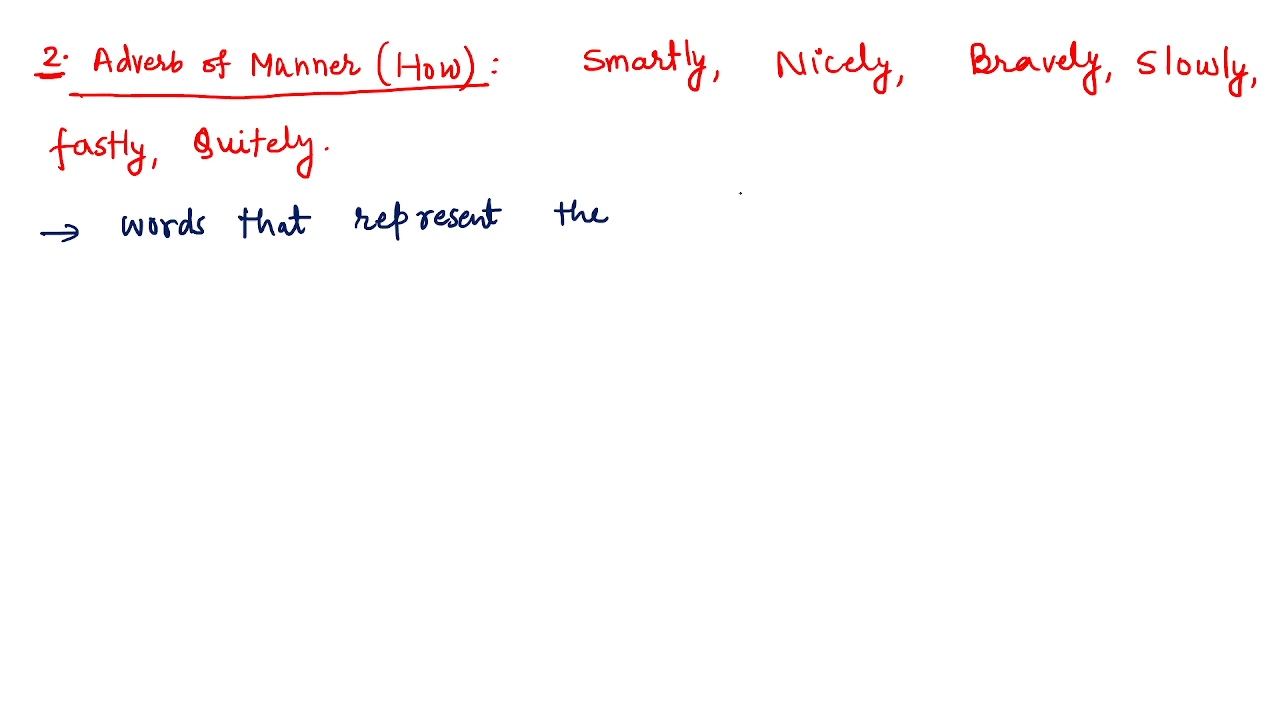 2. Adverb of Manner (How) : Smartly, Nicely, Bravely, Slowly,
fastly, Quitely.
→ words that represent the